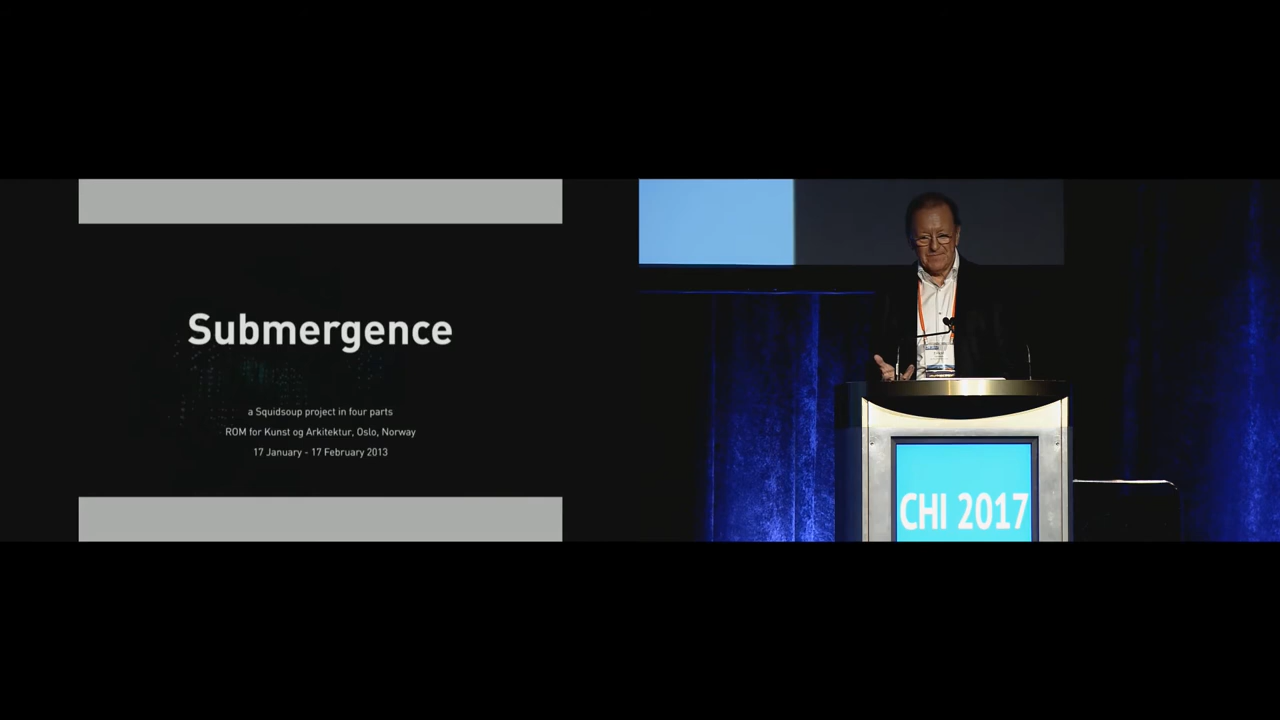 Submergence
a Squidsoup project in four parts
ROM for Kunst og Arkitektur, Oslo, Norway
17 January - 17 February 2013
CHI 2017